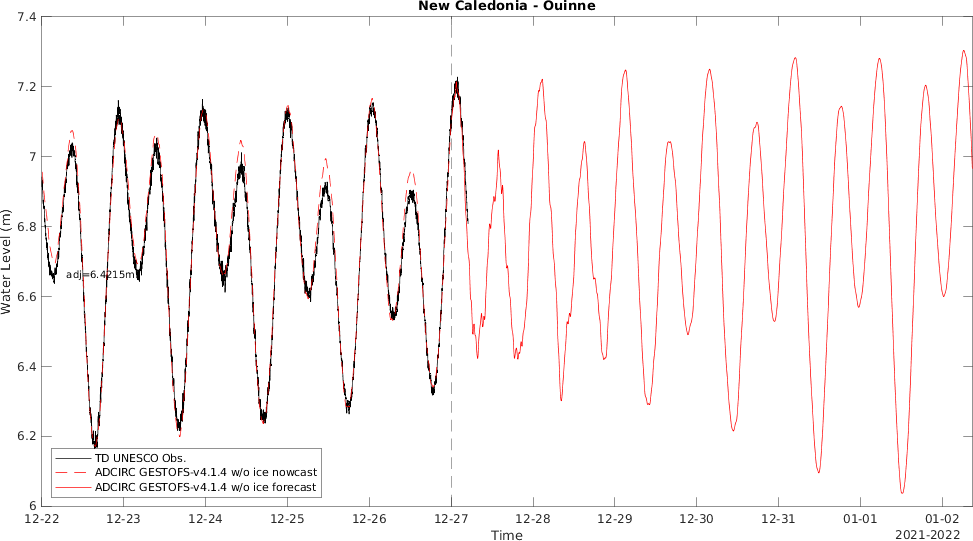 New Caledonia - Ouinne
7.4
7.2
7
6.8
6.6
6.4
6.2
6
Water Level (m)
adj=6.4215m
TD UNESCO Obs.
ADCIRC GESTOFS-v4.1.4 w/o ice nowcast
ADCIRC GESTOFS-v4.1.4 w/o ice forecast
12-22 12-23 12-24 12-25 12-26 12-27 12-28 12-29 12-30 12-31 01-01 01-02
Time
2021-2022